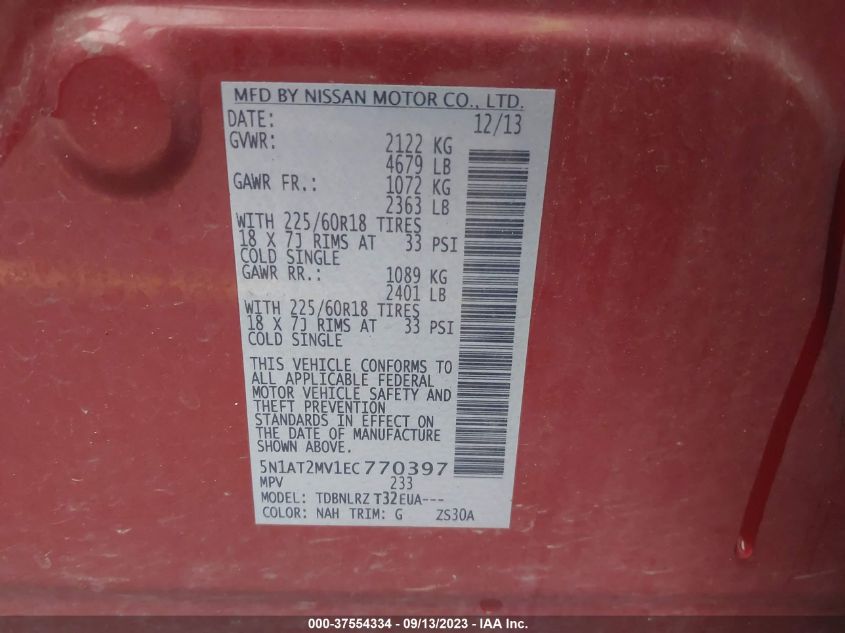 MFD BY NISSAN MOTOR CO., LTD.
DATE: 12/13
GVWR: 2122 KG
4679 LB
GAWR FR.: 1072 KG
2363 LB
WITH 225/60R18 TIRES
18 X 7J RIMS AT 33 PSI
COLD SINGLE
GAWR RR.: 1089 KG
2401 LB
WITH 225/60R18 TIRES
18 X 7J RIMS AT 33 PSI
COLD SINGLE
THIS VEHICLE CONFORMS TO
ALL APPLICABLE FEDERAL
MOTOR VEHICLE SAFETY AND
THEFT PREVENTION
STANDARDS IN EFFECT ON
THE DATE OF MANUFACTURE
SHOWN ABOVE.
5N1AT2MV1EC770397
MPV 233
MODEL: TDBNLRZ T32EUA---
COLOR: NAH TRIM: G ZS30A
000-37554334 - 09/13/2023 - IAA Inc.